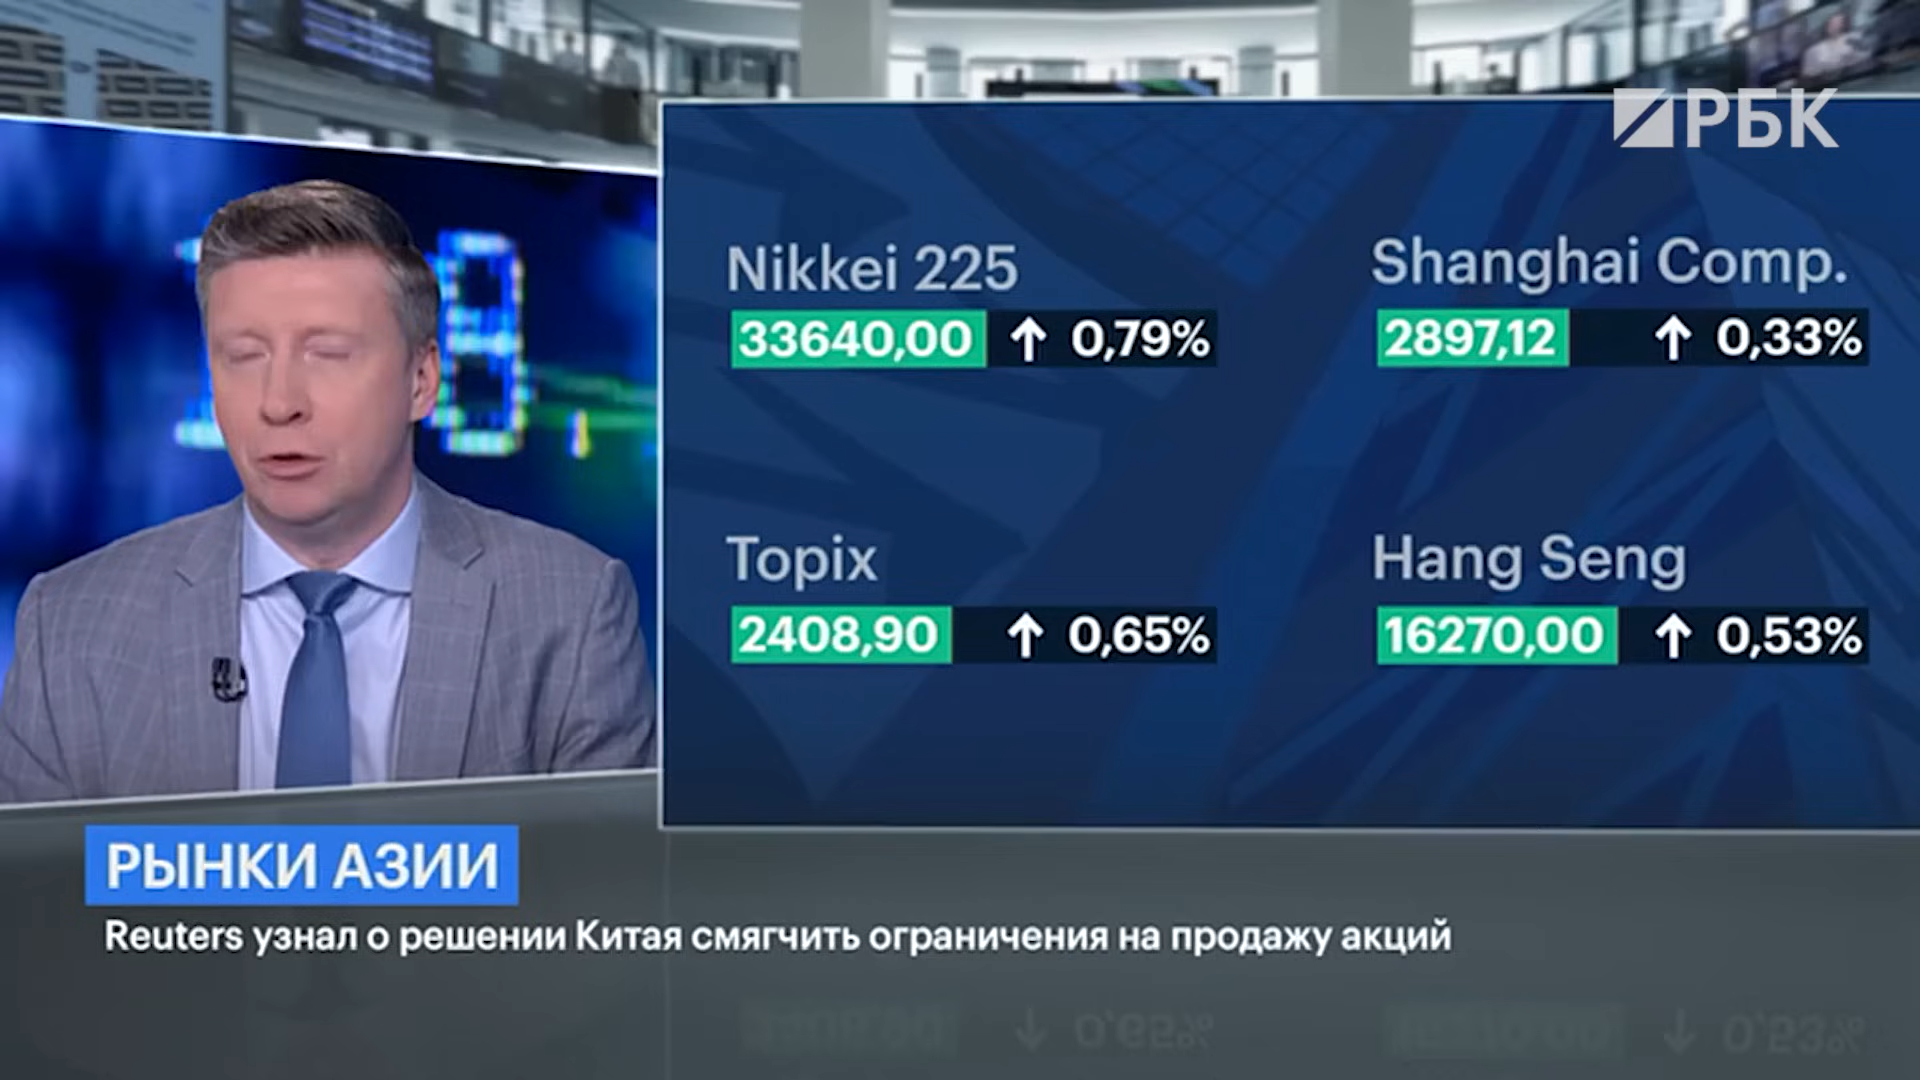 РБК
Nikkei 225
33640,00 ↑ 0,79%
Shanghai Comp.
2897,12 ↑ 0,33%
Topix
2408,90 ↑ 0,65%
Hang Seng
16270,00 ↑ 0,53%
РЫНКИ АЗИИ
Reuters узнал о решении Китая смягчить ограничения на продажу акций